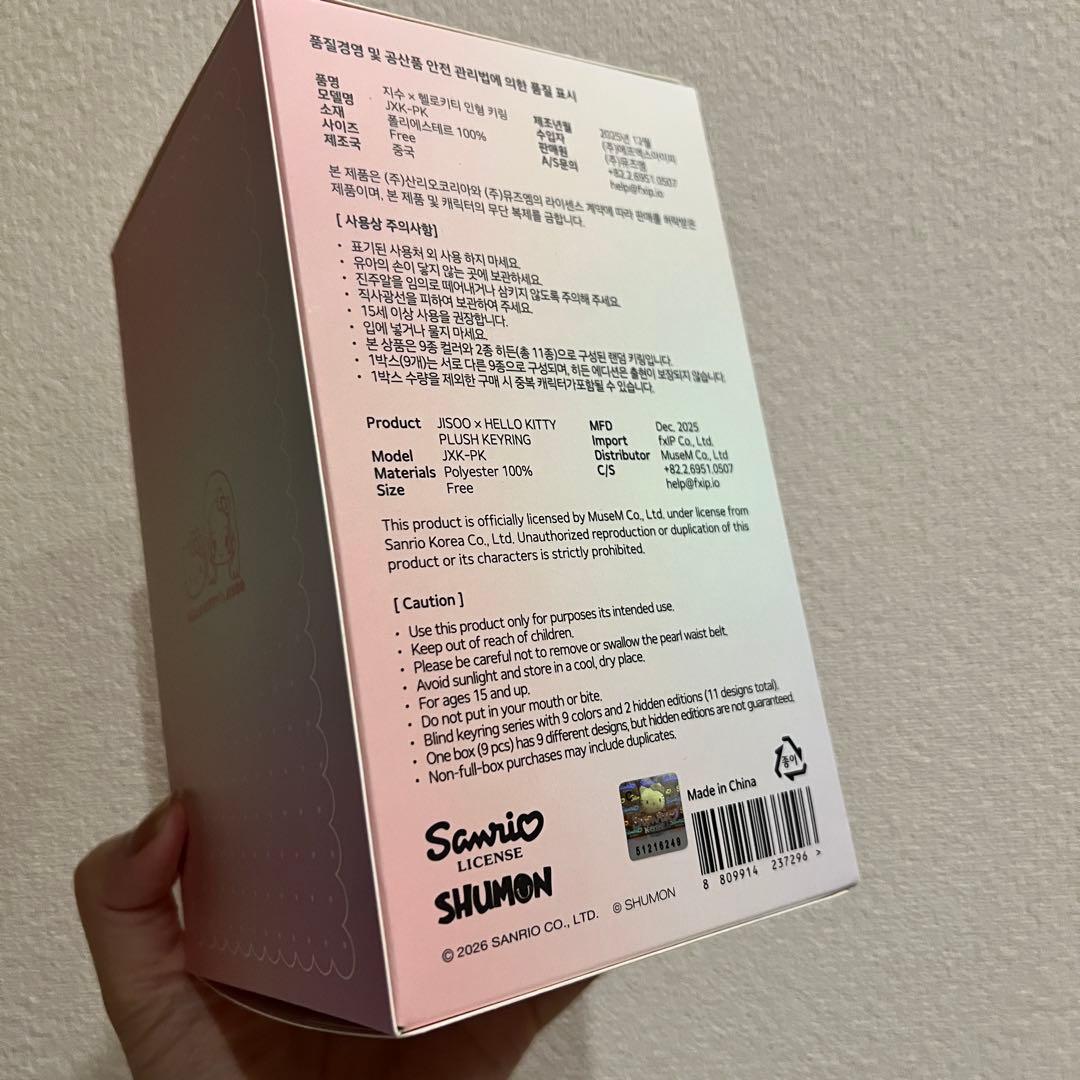 품질경영 및 공산품 안전 관리법에 의한 품질 표시
품명 지수 × 헬로키티 인형 키링
모델명 JXK-PK
소재 폴리에스테르 100%
사이즈 Free
제조국 중국
제조년월 2025년 12월
수입자
판매원 (주)뮤즈엠
A/S문의 +82.2.6951.0507
help@fxip.io
본 제품은 (주)산리오코리아와 (주)뮤즈엠의 라이센스 계약에 따라 판매를 허락받은
제품이며, 본 제품 및 캐릭터의 무단 복제를 금합니다.
[ 사용상 주의사항]
• 표기된 사용처 외 사용 하지 마세요.
• 유아의 손이 닿지 않는 곳에 보관하세요.
• 진주알을 임의로 떼어내거나 삼키지 않도록 주의해 주세요.
• 직사광선을 피하여 보관하여 주세요.
• 15세 이상 사용을 권장합니다.
• 입에 넣거나 물지 마세요.
• 본 상품은 9종 컬러와 2종 히든(총 11종)으로 구성된 랜덤 키링입니다.
• 1박스(9개)는 서로 다른 9종으로 구성되며, 히든 에디션은 출현이 보장되지 않습니다.
• 1박스 수량을 제외한 구매 시 중복 캐릭터가포함될 수 있습니다.
Product JISOO × HELLO KITTY
PLUSH KEYRING
Model JXK-PK
Materials Polyester 100%
Size Free
MFD Dec, 2025
Import fxIP Co., Ltd.
Distributor MuseM Co., Ltd
C/S +82.2.6951.0507
help@fxip.io
This product is officially licensed by MuseM Co., Ltd. under license from
Sanrio Korea Co., Ltd. Unauthorized reproduction or duplication of this
product or its characters is strictly prohibited.
[ Caution ]
• Use this product only for purposes its intended use.
• Keep out of reach of children.
• Please be careful not to remove or swallow the pearl waist belt.
• Avoid sunlight and store in a cool, dry place.
• For ages 15 and up.
• Do not put in your mouth or bite.
• Blind keyring series with 9 colors and 2 hidden editions (11 designs total).
• One box (9 pcs) has 9 different designs, but hidden editions are not guaranteed.
• Non-full-box purchases may include duplicates.
종이
Made in China
Sanrio
LICENSE
51216249
8 809914 237296 >
SHUMON
© 2026 SANRIO CO., LTD. © SHUMON